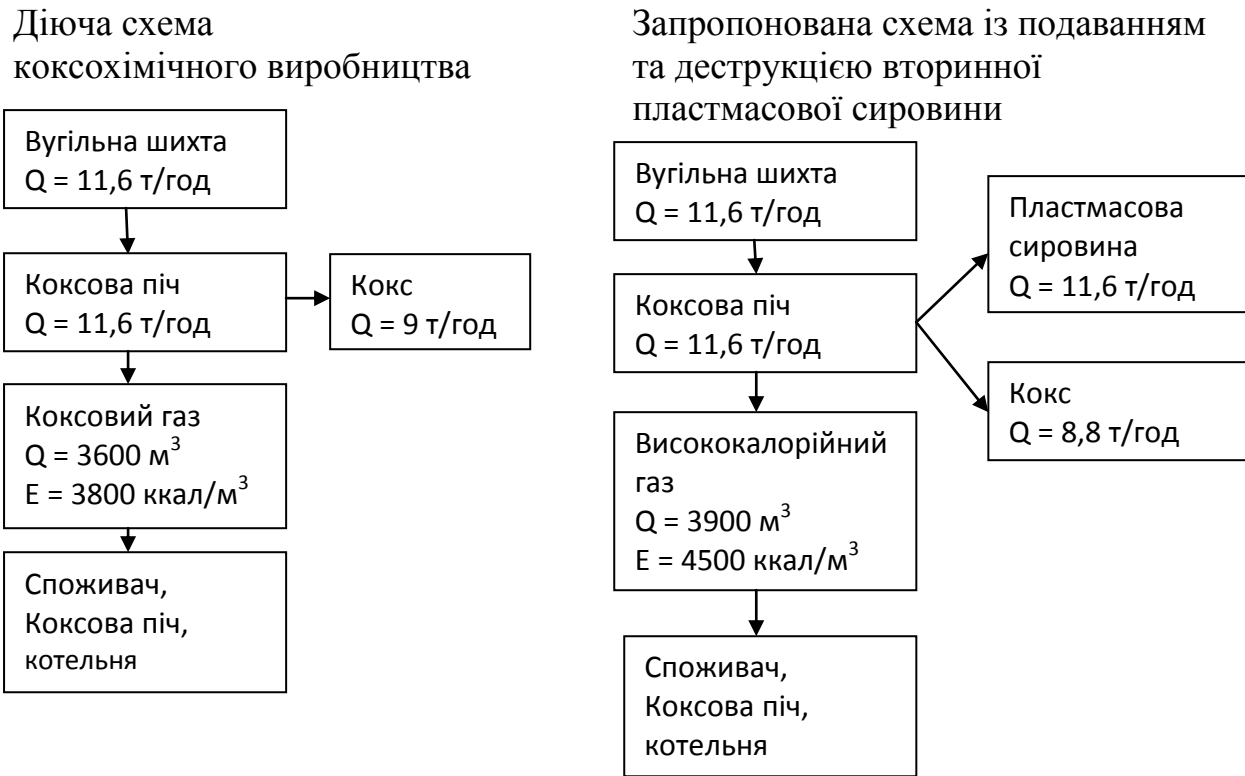 Діюча схема
коксохімічного виробництва
Вугільна шихта
Q = 11,6 т/год
Коксова піч
Q = 11,6 т/год
Кокс
Q = 9 т/год
Коксовий газ
Q = 3600 м³
E = 3800 ккал/м³
Споживач,
Коксова піч,
котельня
Запропонована схема із подаванням
та деструкцією вторинної
пластмасової сировини
Вугільна шихта
Q = 11,6 т/год
Коксова піч
Q = 11,6 т/год
Пластмасова
сировина
Q = 11,6 т/год
Кокс
Q = 8,8 т/год
Висококалорійний
газ
Q = 3900 м³
E = 4500 ккал/м³
Споживач,
Коксова піч,
котельня